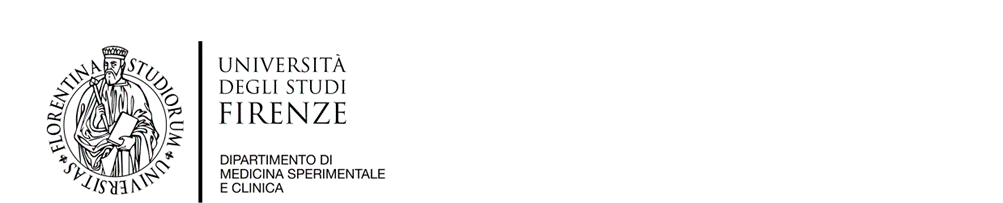 FLORENTINA STUDIORUM UNIVERSITAS
UNIVERSITÀ
DEGLI STUDI
FIRENZE
DIPARTIMENTO DI
MEDICINA SPERIMENTALE
E CLINICA